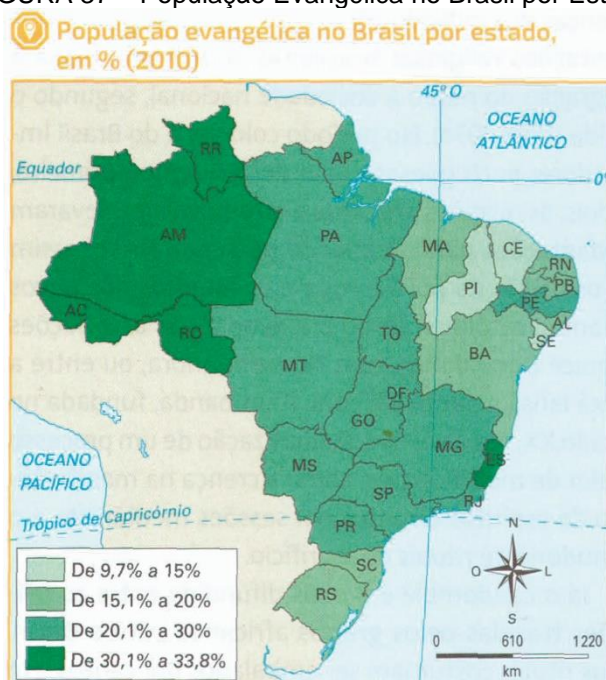 População evangélica no Brasil por estado,
em % (2010)
45º O
OCEANO
ATLÂNTICO
Equador
0º
RR
AP
AM
PA
MA
CE
RN
PB
PE
AL
SE
PI
AC
RO
TO
BA
MT
DF
GO
MG
ES
MS
SP
RJ
PR
SC
RS
OCEANO
PACÍFICO
Trópico de Capricórnio
De 9,7% a 15%
De 15,1% a 20%
De 20,1% a 30%
De 30,1% a 33,8%
N
O
L
S
0
610
1 220
km